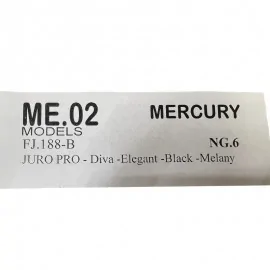 ME.02 MERCURY
MODELS
FJ.188-B NG.6
JURO PRO - Diva -Elegant -Black -Melany